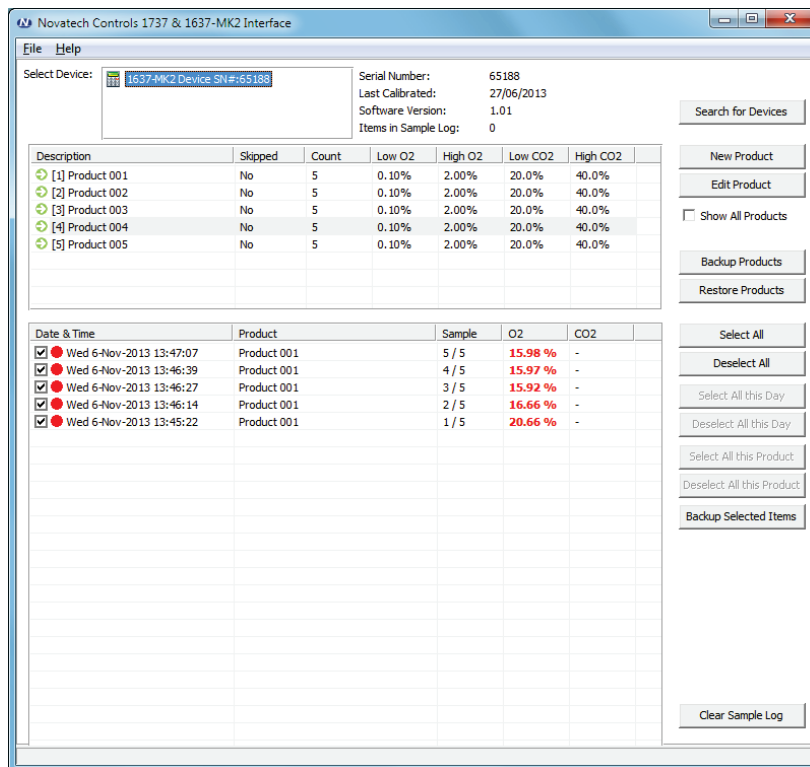 Novatech Controls 1737 & 1637-MK2 Interface
File Help
Select Device: 1637-MK2 Device SN#:65188
Serial Number: 65188
Last Calibrated: 27/06/2013
Software Version: 1.01
Items in Sample Log: 0
Search for Devices
Description Skipped Count Low O2 High O2 Low CO2 High CO2
[1] Product 001 No 5 0.10% 2.00% 20.0% 40.0%
[2] Product 002 No 5 0.10% 2.00% 20.0% 40.0%
[3] Product 003 No 5 0.10% 2.00% 20.0% 40.0%
[4] Product 004 No 5 0.10% 2.00% 20.0% 40.0%
[5] Product 005 No 5 0.10% 2.00% 20.0% 40.0%
New Product
Edit Product
Show All Products
Backup Products
Restore Products
Date & Time Product Sample O2 CO2
Wed 6-Nov-2013 13:47:07 Product 001 5 / 5 15.98 % -
Wed 6-Nov-2013 13:46:39 Product 001 4 / 5 15.97 % -
Wed 6-Nov-2013 13:46:27 Product 001 3 / 5 15.92 % -
Wed 6-Nov-2013 13:46:14 Product 001 2 / 5 16.66 % -
Wed 6-Nov-2013 13:45:22 Product 001 1 / 5 20.66 % -
Select All
Deselect All
Select All this Day
Deselect All this Day
Select All this Product
Deselect All this Product
Backup Selected Items
Clear Sample Log